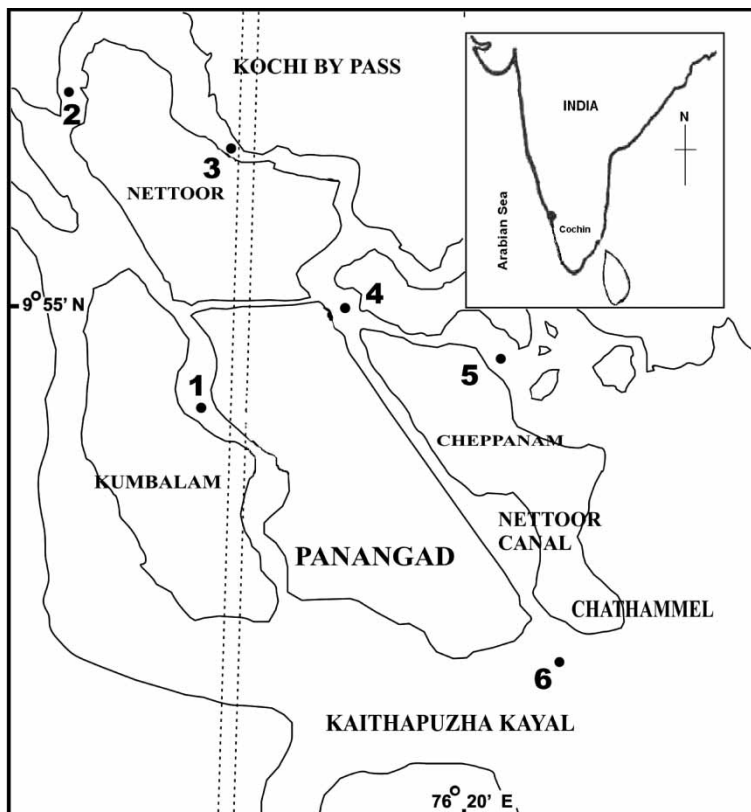 KOCHI BY PASS
2
3
NETTOOR
INDIA
N
Arabian Sea
Cochin
9° 55' N
4
5
1
CHEPPANAM
KUMBALAM
NETTOOR
CANAL
PANANGAD
CHATHAMMEL
6
KAITHAPUZHA KAYAL
76° 20' E